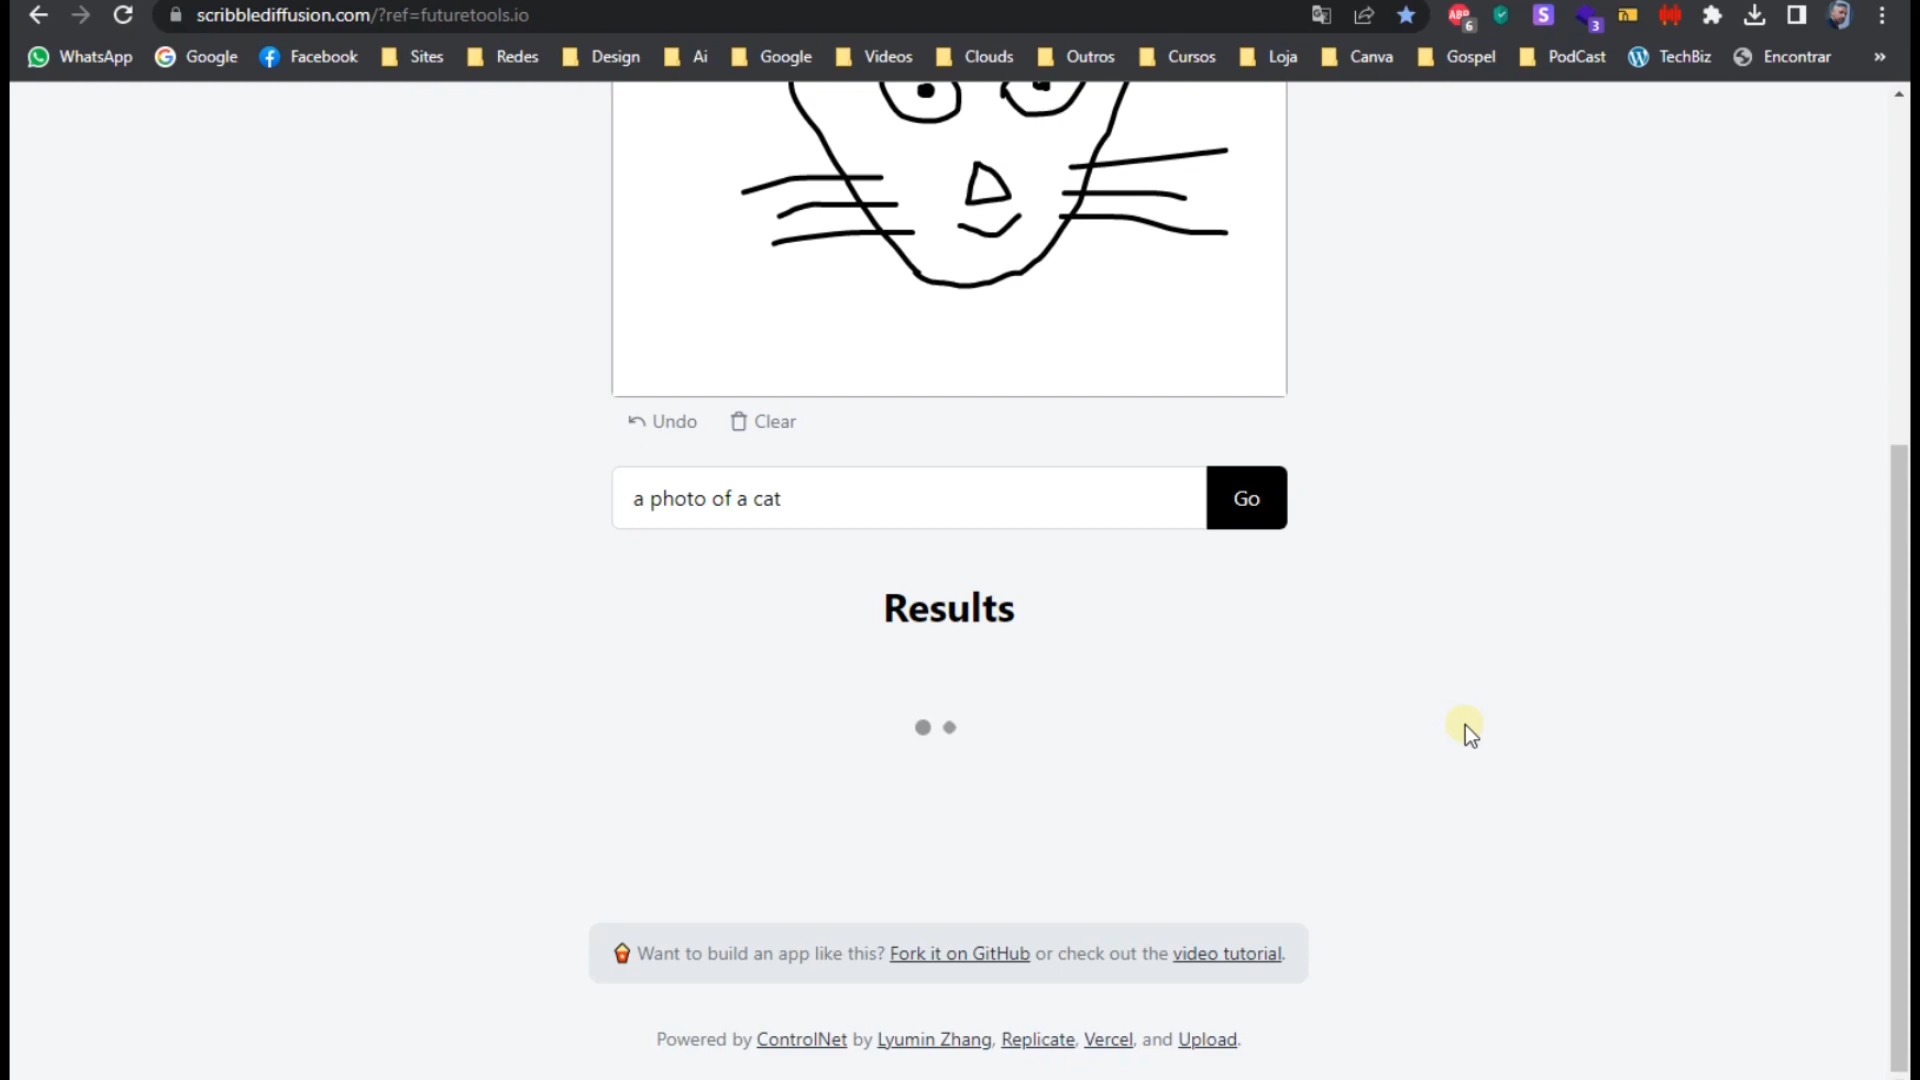 scribblediffusion.com/?ref=futuretools.io
ABP 6 S 3
WhatsApp Google Facebook Sites Redes Design Ai Google Videos Clouds Outros Cursos Loja Canva Gospel PodCast TechBiz Encontrar »
Undo Clear
a photo of a cat Go
Results
Want to build an app like this? Fork it on GitHub or check out the video tutorial.
Powered by ControlNet by Lyumin Zhang, Replicate, Vercel, and Upload.